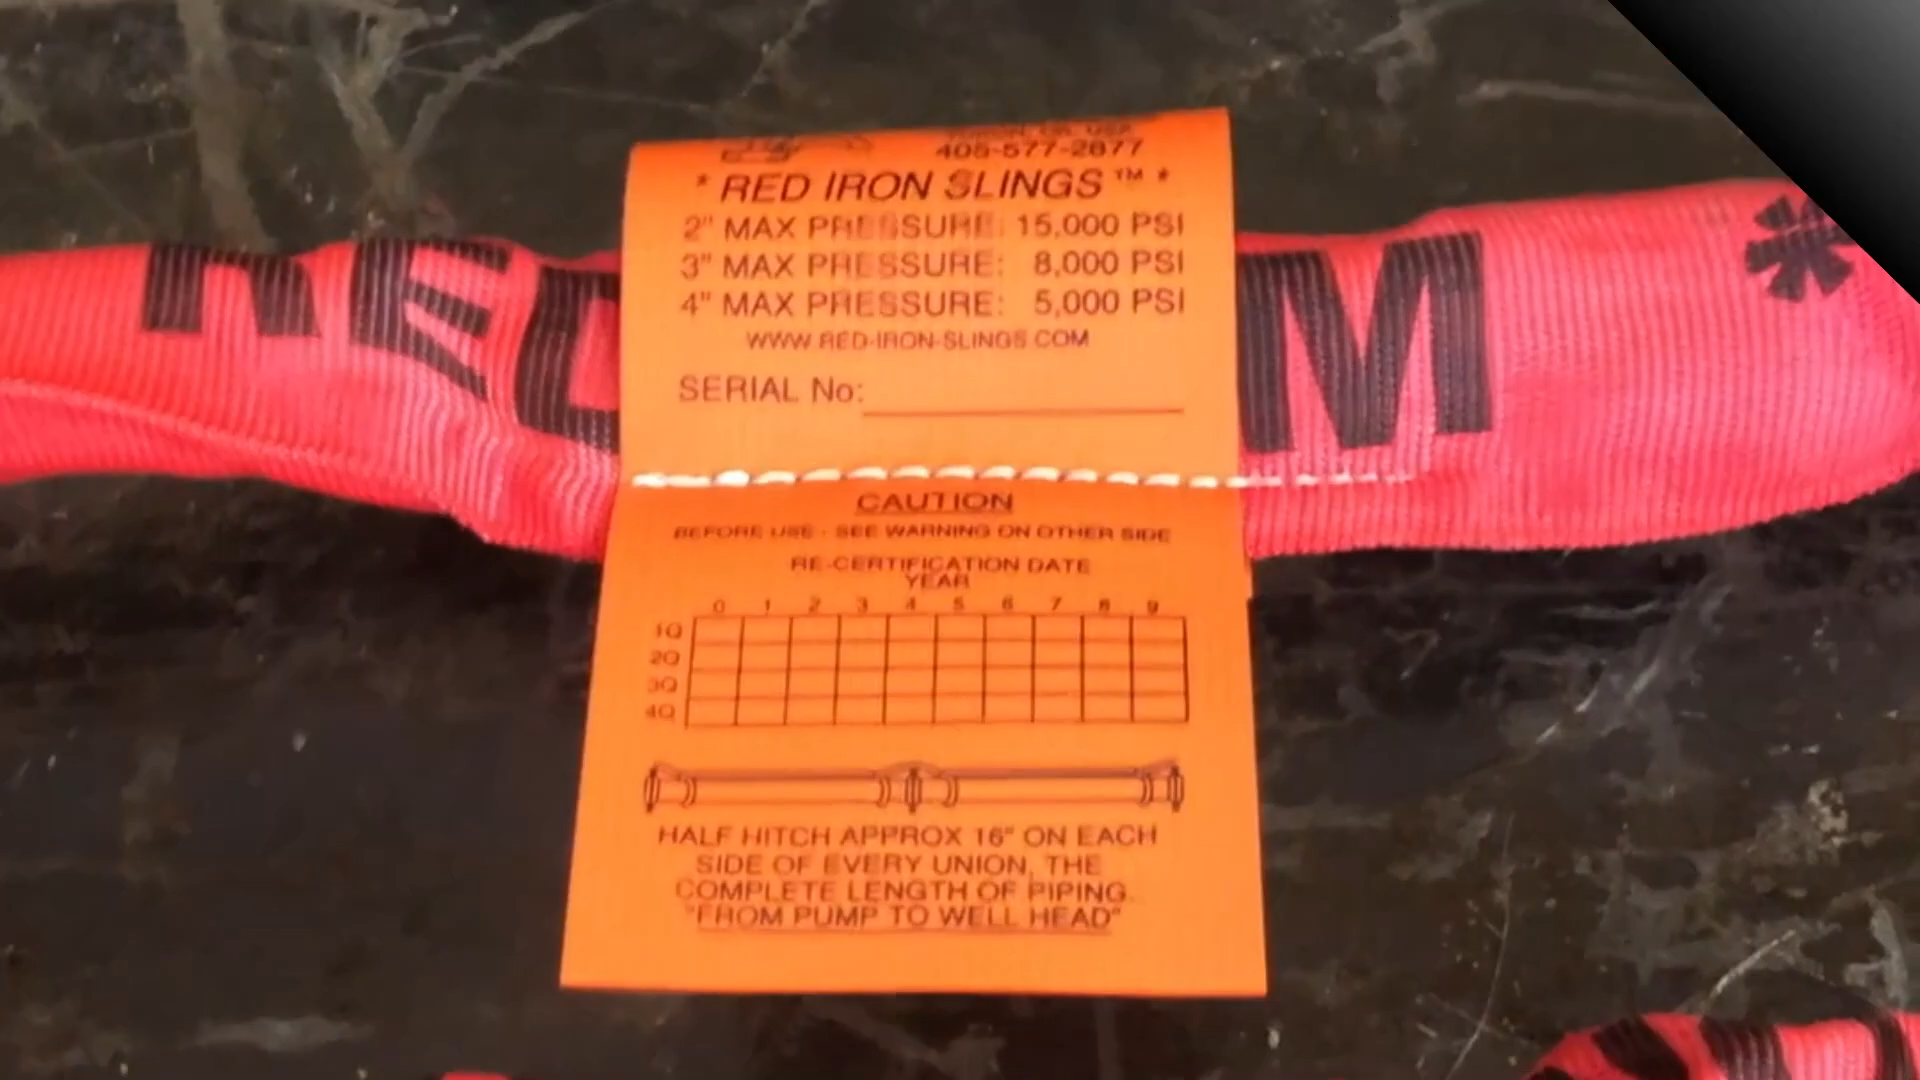 YUKON, OK, USA
405-577-2877
* RED IRON SLINGS ™ *
2" MAX PRESSURE: 15,000 PSI
3" MAX PRESSURE: 8,000 PSI
4" MAX PRESSURE: 5,000 PSI
WWW.RED-IRON-SLINGS.COM
SERIAL No:
CAUTION
BEFORE USE - SEE WARNING ON OTHER SIDE
RE-CERTIFICATION DATE
YEAR
0 1 2 3 4 5 6 7 8 9
1Q
2Q
3Q
4Q
HALF HITCH APPROX 16" ON EACH
SIDE OF EVERY UNION, THE
COMPLETE LENGTH OF PIPING.
"FROM PUMP TO WELL HEAD"
RED
M *